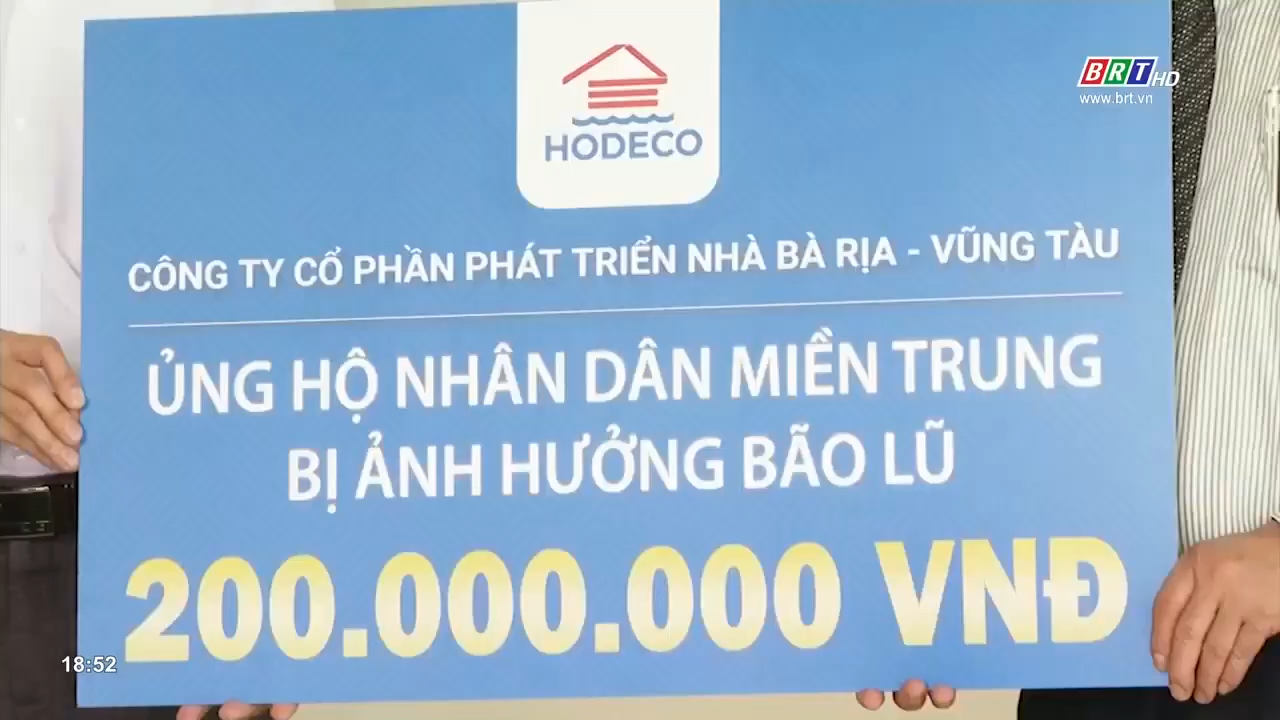 BRT HD
www.brt.vn
HODECO
CÔNG TY CỔ PHẦN PHÁT TRIỂN NHÀ BÀ RỊA - VŨNG TÀU
ỦNG HỘ NHÂN DÂN MIỀN TRUNG
BỊ ẢNH HƯỞNG BÃO LŨ
200.000.000 VNĐ
18:52